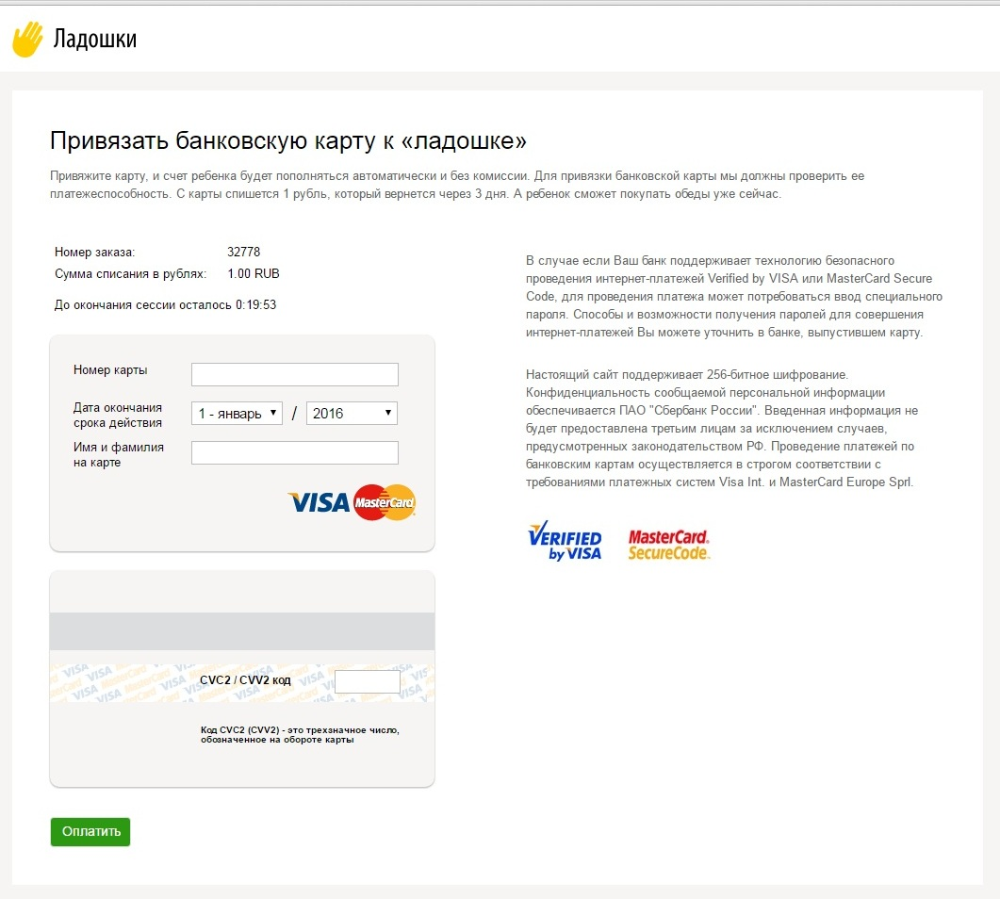 Ладошки
Привязать банковскую карту к «ладошке»
Привяжите карту, и счет ребенка будет пополняться автоматически и без комиссии. Для привязки банковской карты мы должны проверить ее
платежеспособность. С карты спишется 1 рубль, который вернется через 3 дня. А ребенок сможет покупать обеды уже сейчас.
Номер заказа: 32778
Сумма списания в рублях: 1.00 RUB
До окончания сессии осталось 0:19:53
Номер карты
Дата окончания
срока действия
1 - январь / 2016
Имя и фамилия
на карте
VISA MasterCard
CVC2 / CVV2 код
Код CVC2 (CVV2) - это трехзначное число,
обозначенное на обороте карты
Оплатить
В случае если Ваш банк поддерживает технологию безопасного
проведения интернет-платежей Verified by VISA или MasterCard Secure
Code, для проведения платежа может потребоваться ввод специального
пароля. Способы и возможности получения паролей для совершения
интернет-платежей Вы можете уточнить в банке, выпустившем карту.
Настоящий сайт поддерживает 256-битное шифрование.
Конфиденциальность сообщаемой персональной информации
обеспечивается ПАО "Сбербанк России". Введенная информация не
будет предоставлена третьим лицам за исключением случаев,
предусмотренных законодательством РФ. Проведение платежей по
банковским картам осуществляется в строгом соответствии с
требованиями платежных систем Visa Int. и MasterCard Europe Sprl.
VERIFIED
by VISA
MasterCard.
SecureCode.